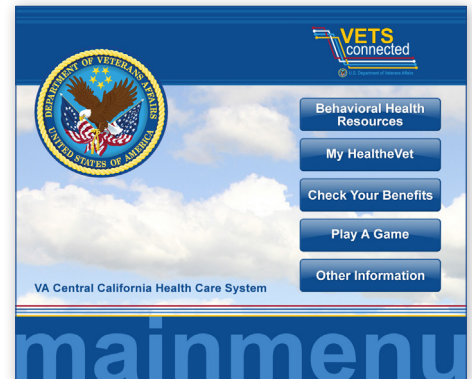 VETS
connected
U.S. Department of Veterans Affairs
DEPARTMENT OF VETERANS AFFAIRS
UNITED STATES OF AMERICA
Behavioral Health
Resources
My HealtheVet
Check Your Benefits
Play A Game
Other Information
VA Central California Health Care System
mainmenu